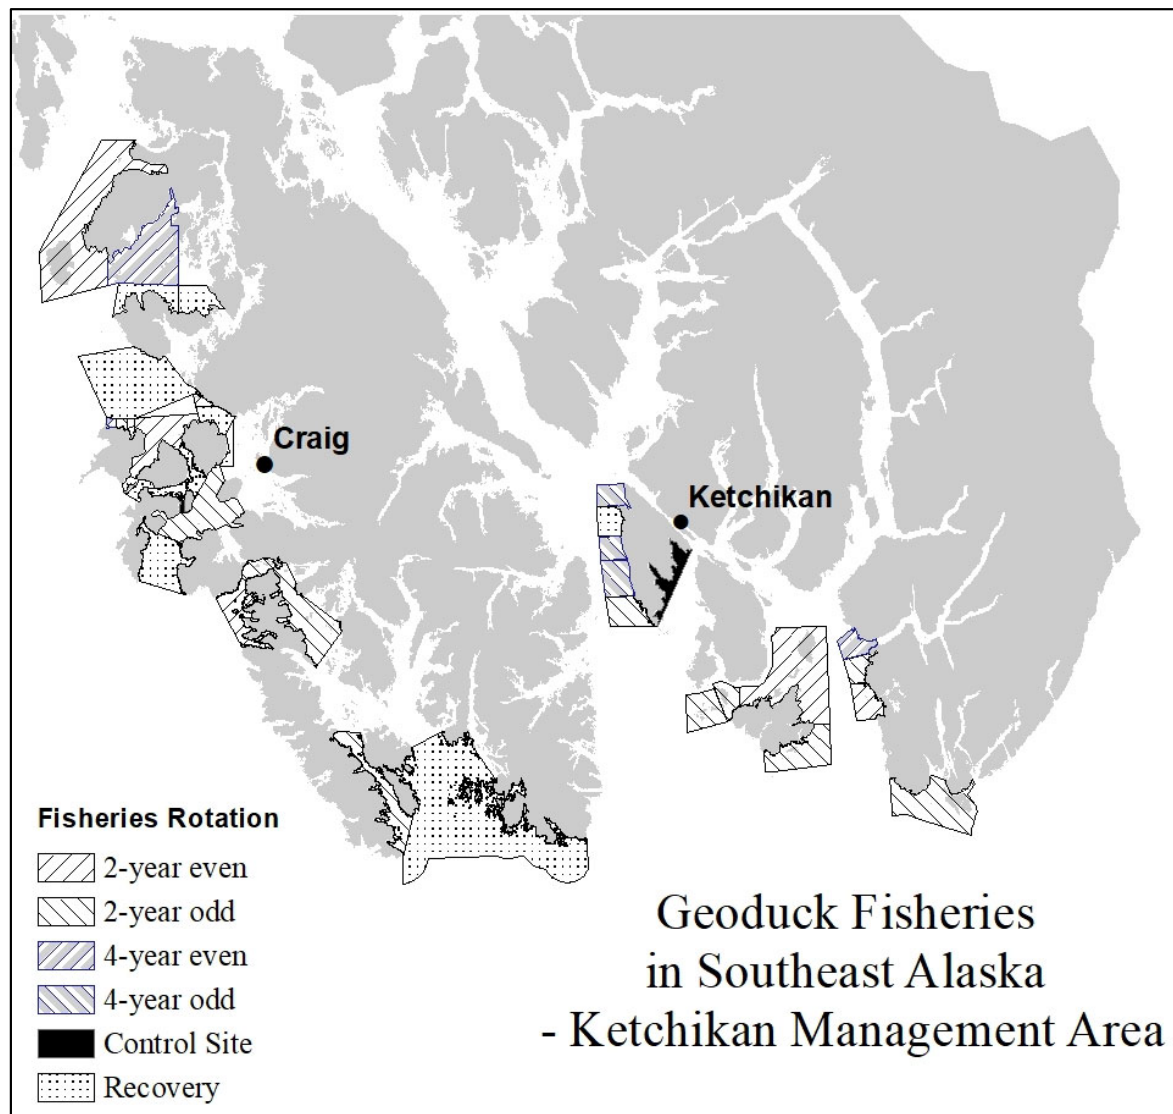 Craig
Ketchikan
Fisheries Rotation
2-year even
2-year odd
4-year even
4-year odd
Control Site
Recovery
Geoduck Fisheries
in Southeast Alaska
- Ketchikan Management Area